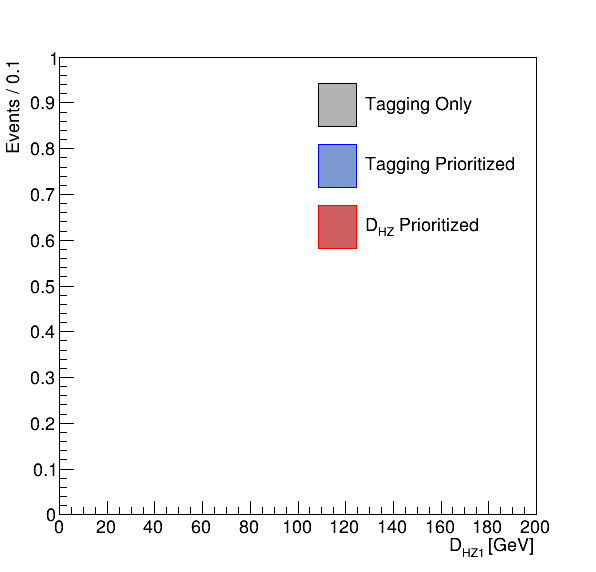 Events / 0.1
1
0.9
0.8
0.7
0.6
0.5
0.4
0.3
0.2
0.1
0
Tagging Only
Tagging Prioritized
D_HZ Prioritized
0 20 40 60 80 100 120 140 160 180 200
D_HZ1 [GeV]